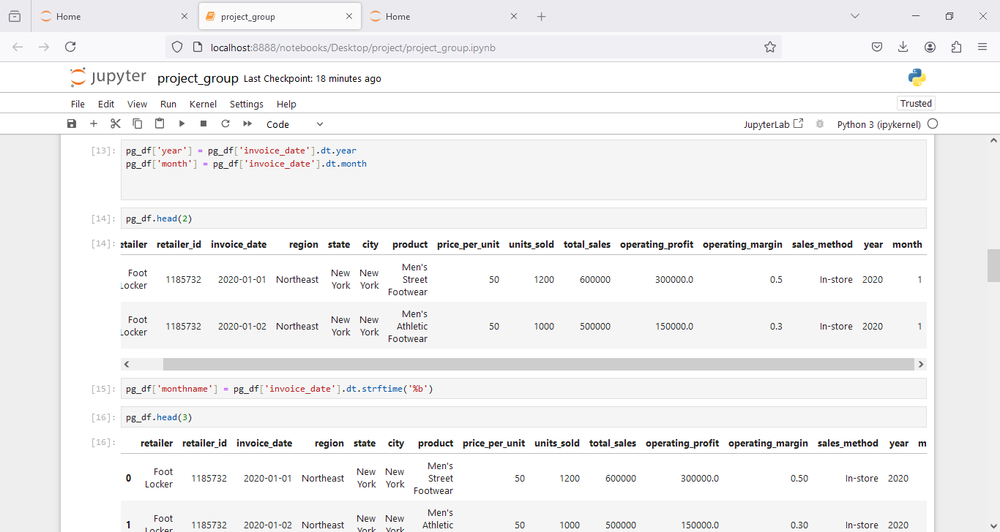 Home
project_group
Home
localhost:8888/notebooks/Desktop/project/project_group.ipynb
jupyter project_group Last Checkpoint: 18 minutes ago
File Edit View Run Kernel Settings Help Trusted
Code JupyterLab Python 3 (ipykernel)
[13]: pg_df['year'] = pg_df['invoice_date'].dt.year
pg_df['month'] = pg_df['invoice_date'].dt.month
[14]: pg_df.head(2)
[14]: etailer retailer_id invoice_date region state city product price_per_unit units_sold total_sales operating_profit operating_margin sales_method year month
Foot Locker 1185732 2020-01-01 Northeast New York New York Men's Street Footwear 50 1200 600000 300000.0 0.5 In-store 2020 1
Foot Locker 1185732 2020-01-02 Northeast New York New York Men's Athletic Footwear 50 1000 500000 150000.0 0.3 In-store 2020 1
[15]: pg_df['monthname'] = pg_df['invoice_date'].dt.strftime('%b')
[16]: pg_df.head(3)
[16]: retailer retailer_id invoice_date region state city product price_per_unit units_sold total_sales operating_profit operating_margin sales_method year m
0 Foot Locker 1185732 2020-01-01 Northeast New York New York Men's Street Footwear 50 1200 600000 300000.0 0.50 In-store 2020
1 Foot Locker 1185732 2020-01-02 Northeast New York New York Men's Athletic 50 1000 500000 150000.0 0.30 In-store 2020